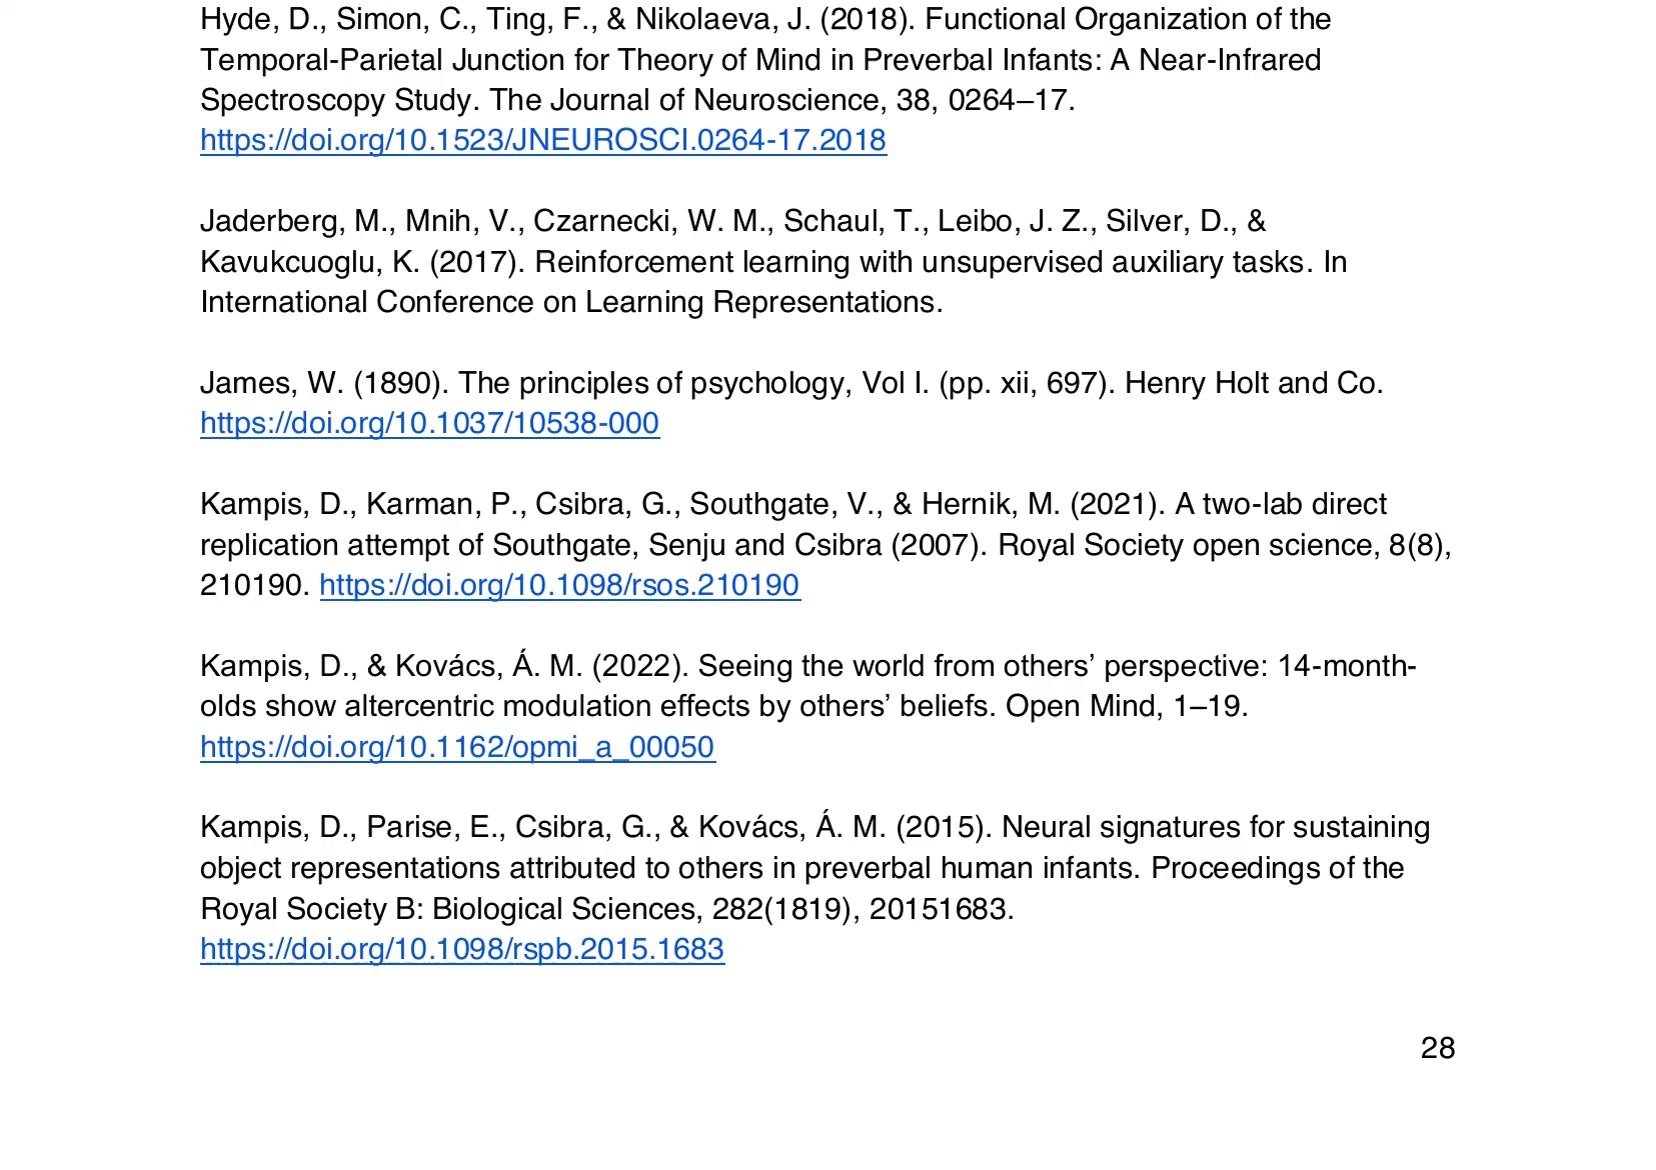 Hyde, D., Simon, C., Ting, F., & Nikolaeva, J. (2018). Functional Organization of the
Temporal-Parietal Junction for Theory of Mind in Preverbal Infants: A Near-Infrared
Spectroscopy Study. The Journal of Neuroscience, 38, 0264–17.
https://doi.org/10.1523/JNEUROSCI.0264-17.2018
Jaderberg, M., Mnih, V., Czarnecki, W. M., Schaul, T., Leibo, J. Z., Silver, D., &
Kavukcuoglu, K. (2017). Reinforcement learning with unsupervised auxiliary tasks. In
International Conference on Learning Representations.
James, W. (1890). The principles of psychology, Vol I. (pp. xii, 697). Henry Holt and Co.
https://doi.org/10.1037/10538-000
Kampis, D., Karman, P., Csibra, G., Southgate, V., & Hernik, M. (2021). A two-lab direct
replication attempt of Southgate, Senju and Csibra (2007). Royal Society open science, 8(8),
210190. https://doi.org/10.1098/rsos.210190
Kampis, D., & Kovács, Á. M. (2022). Seeing the world from others’ perspective: 14-month-
olds show altercentric modulation effects by others’ beliefs. Open Mind, 1–19.
https://doi.org/10.1162/opmi_a_00050
Kampis, D., Parise, E., Csibra, G., & Kovács, Á. M. (2015). Neural signatures for sustaining
object representations attributed to others in preverbal human infants. Proceedings of the
Royal Society B: Biological Sciences, 282(1819), 20151683.
https://doi.org/10.1098/rspb.2015.1683
28